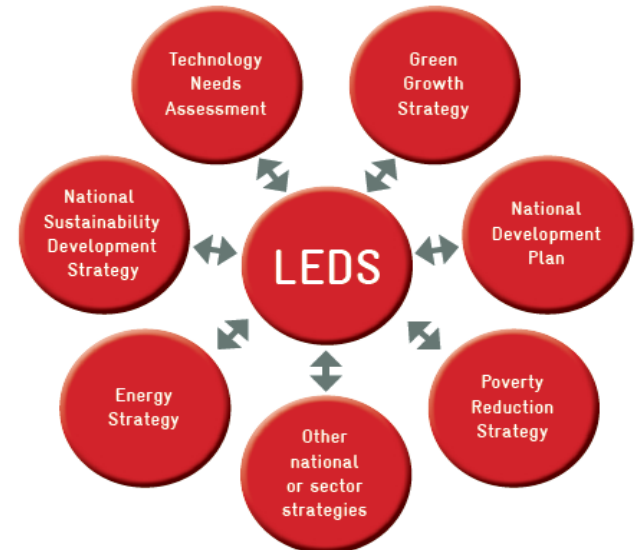 Technology
Needs
Assessment
Green
Growth
Strategy
National
Sustainability
Development
Strategy
LEDS
National
Development
Plan
Energy
Strategy
Poverty
Reduction
Strategy
Other
national
or sector
strategies